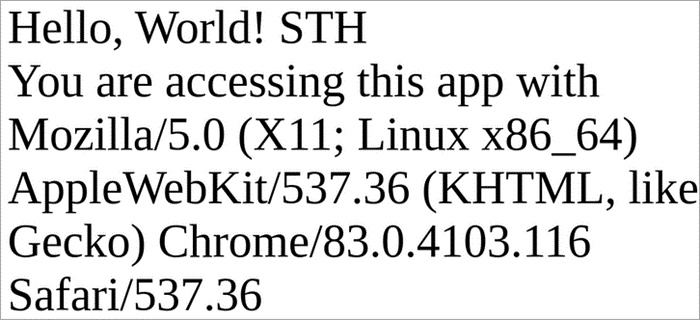 Hello, World! STH
You are accessing this app with
Mozilla/5.0 (X11; Linux x86_64)
AppleWebKit/537.36 (KHTML, like
Gecko) Chrome/83.0.4103.116
Safari/537.36